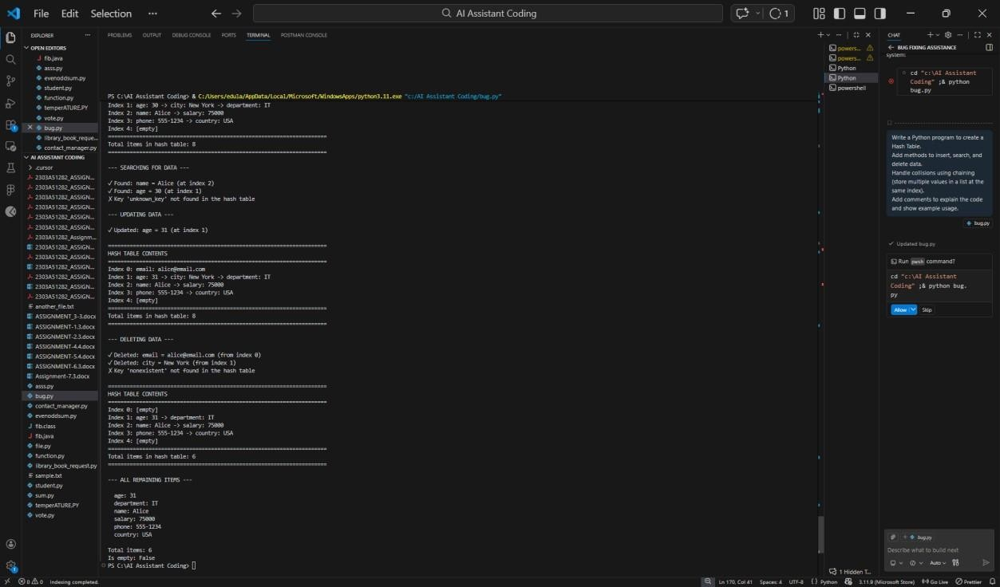 File Edit Selection ··· AI Assistant Coding 1
EXPLORER ···
OPEN EDITORS
fib.java
asss.py
evenoddsum.py
student.py
function.py
temperATURE.PY
vote.py
bug.py
library_book_reque...
contact_manager.py
AI ASSISTANT CODING
.cursor
2303A51282_ASSIGN...
2303A51282_ASSIGN...
2303A51282_ASSIGN...
2303A51282_ASSIGN...
2303A51282_ASSIGN...
2303A51282_ASSIGN...
2303A51282_Assignm...
2303A51282_ASSIGN...
2303A51282_ASSIGN...
2303A51282_ASSIGN...
2303A51282_ASSIGN...
2303A51282_ASSIGN...
2303A51282_ASSIGN...
another_file.txt
ASSIGNMENT_3-3.docx
ASSIGNMENT-1.3.docx
ASSIGNMENT-2.3.docx
ASSIGNMENT-4.4.docx
ASSIGNMENT-5.4.docx
ASSIGNMENT-6.3.docx
Assignment-7.3.docx
asss.py
bug.py
contact_manager.py
evenoddsum.py
fib.class
fib.java
file.py
function.py
library_book_request.py
sample.txt
student.py
sum.py
temperATURE.PY
vote.py
PROBLEMS OUTPUT DEBUG CONSOLE PORTS TERMINAL POSTMAN CONSOLE
PS C:\AI Assistant Coding> & C:/Users/edula/AppData/Local/Microsoft/WindowsApps/python3.11.exe "c:/AI Assistant Coding/bug.py"
Index 1: age: 30 -> city: New York -> department: IT
Index 2: name: Alice -> salary: 75000
Index 3: phone: 555-1234 -> country: USA
Index 4: [empty]
======================================================================
Total items in hash table: 8
======================================================================
--- SEARCHING FOR DATA ---
✓ Found: name = Alice (at index 2)
✓ Found: age = 30 (at index 1)
✗ Key 'unknown_key' not found in the hash table
--- UPDATING DATA ---
✓ Updated: age = 31 (at index 1)
======================================================================
HASH TABLE CONTENTS
======================================================================
Index 0: email: alice@email.com
Index 1: age: 31 -> city: New York -> department: IT
Index 2: name: Alice -> salary: 75000
Index 3: phone: 555-1234 -> country: USA
Index 4: [empty]
======================================================================
Total items in hash table: 8
======================================================================
--- DELETING DATA ---
✓ Deleted: email = alice@email.com (from index 0)
✓ Deleted: city = New York (from index 1)
✗ Key 'nonexistent' not found in the hash table
======================================================================
HASH TABLE CONTENTS
======================================================================
Index 0: [empty]
Index 1: age: 31 -> department: IT
Index 2: name: Alice -> salary: 75000
Index 3: phone: 555-1234 -> country: USA
Index 4: [empty]
======================================================================
Total items in hash table: 6
======================================================================
--- ALL REMAINING ITEMS ---
age: 31
department: IT
name: Alice
salary: 75000
phone: 555-1234
country: USA
Total items: 6
Is empty: False
PS C:\AI Assistant Coding>
powers...
powers...
Python
Python
powershell
1 Hidden T...
CHAT
BUG FIXING ASSISTANCE
system:
cd "c:\AI Assistant
Coding" ;& python
bug.py
Write a Python program to create a
Hash Table.
Add methods to insert, search, and
delete data.
Handle collisions using chaining
(store multiple values in a list at the
same index).
Add comments to explain the code
and show example usage.
bug.py
Updated bug.py
Run pwsh command?
cd "c:\AI Assistant
Coding" ;& python bug.
py
Allow Skip
bug.py
Describe what to build next
Auto
0 0 Indexing completed. Ln 170, Col 41 Spaces: 4 UTF-8 { } Python 3.11.9 (Microsoft Store) Go Live Prettier